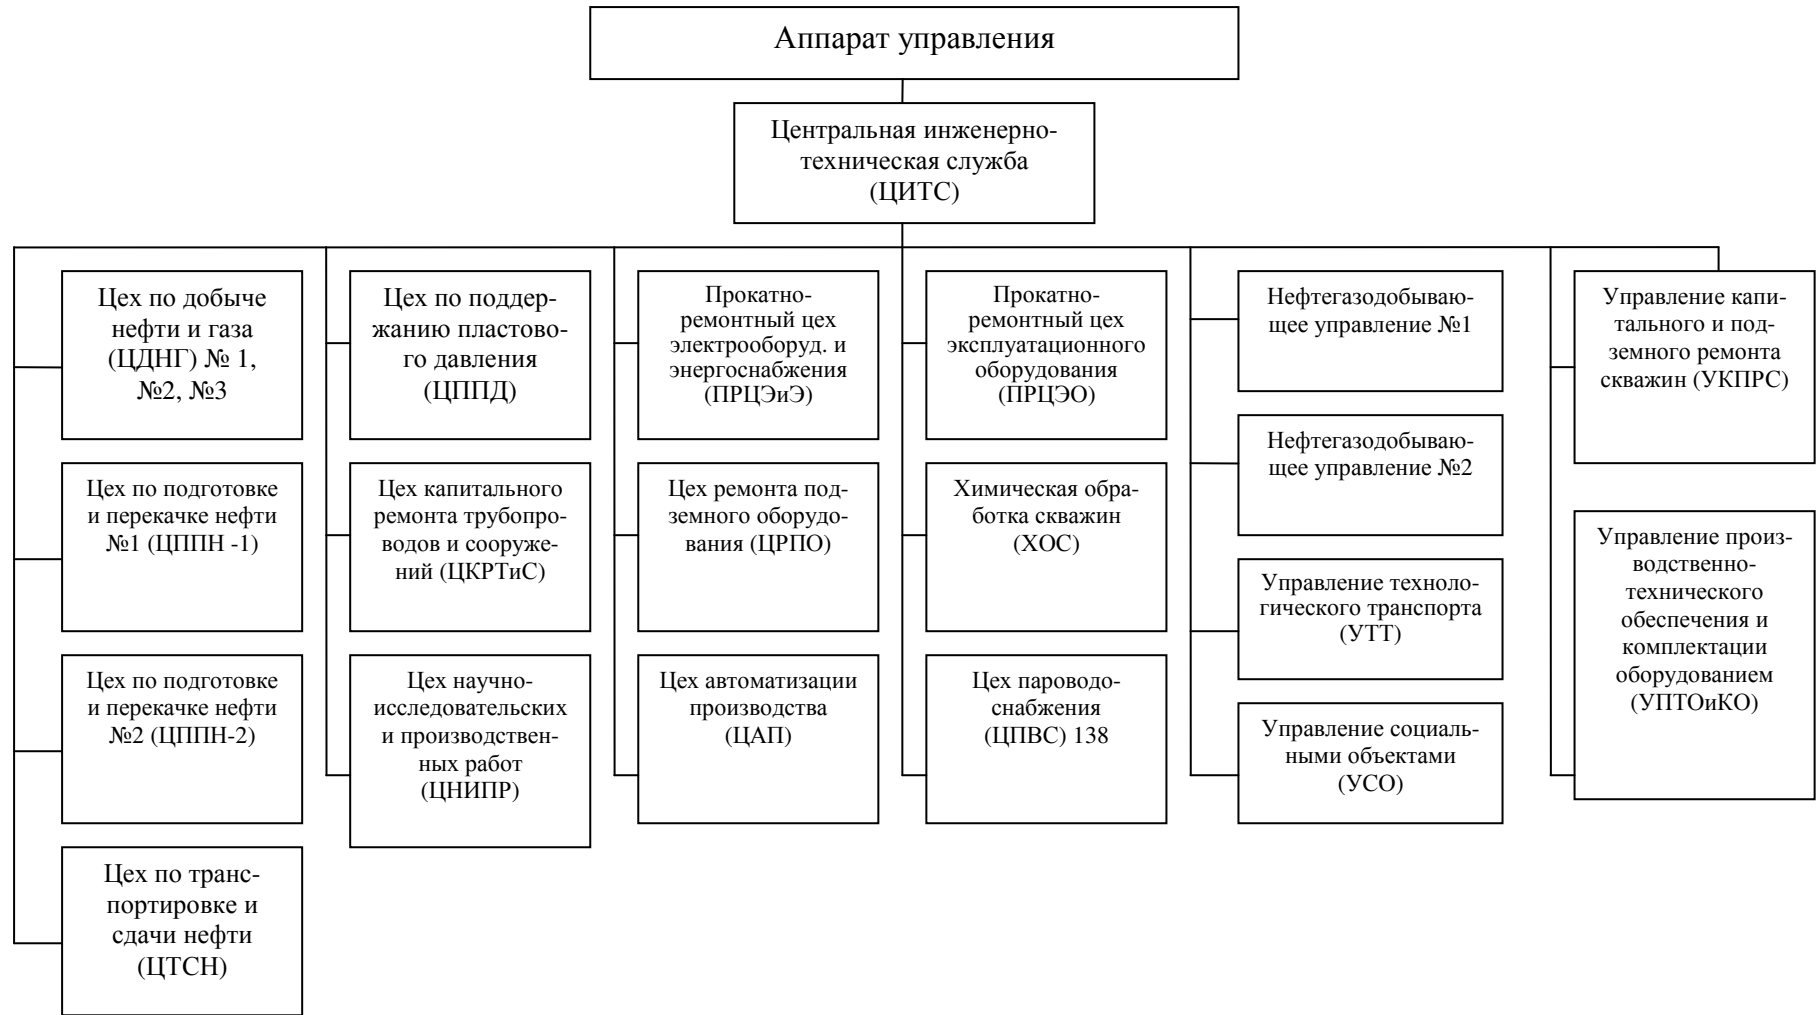 Аппарат управления
Центральная инженерно-
техническая служба
(ЦИТС)
Цех по добыче
нефти и газа
(ЦДНГ) № 1,
№2, №3
Цех по подготовке
и перекачке нефти
№1 (ЦППН -1)
Цех по подготовке
и перекачке нефти
№2 (ЦППН-2)
Цех по транс-
портировке и
сдачи нефти
(ЦТСН)
Цех по поддер-
жанию пластово-
го давления
(ЦППД)
Цех капитального
ремонта трубопро-
водов и сооруже-
ний (ЦКРТиС)
Цех научно-
исследовательских
и производствен-
ных работ
(ЦНИПР)
Прокатно-
ремонтный цех
электрооборуд. и
энергоснабжения
(ПРЦЭиЭ)
Цех ремонта под-
земного оборудо-
вания (ЦРПО)
Цех автоматизации
производства
(ЦАП)
Прокатно-
ремонтный цех
эксплуатационного
оборудования
(ПРЦЭО)
Химическая обра-
ботка скважин
(ХОС)
Цех пароводо-
снабжения
(ЦПВС) 138
Нефтегазодобываю-
щее управление №1
Нефтегазодобываю-
щее управление №2
Управление техноло-
гического транспорта
(УТТ)
Управление социаль-
ными объектами
(УСО)
Управление капи-
тального и под-
земного ремонта
скважин (УКПРС)
Управление произ-
водственно-
технического
обеспечения и
комплектации
оборудованием
(УПТОиКО)